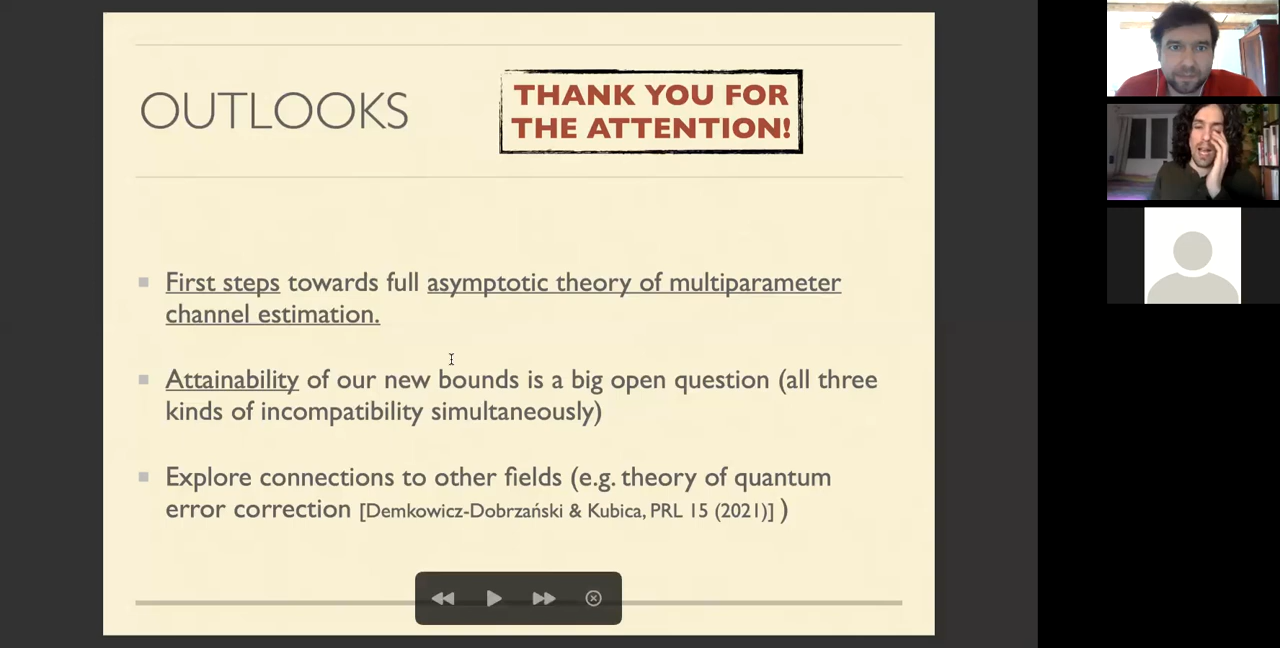 OUTLOOKS
THANK YOU FOR
THE ATTENTION!
First steps towards full asymptotic theory of multiparameter
channel estimation.
Attainability of our new bounds is a big open question (all three
kinds of incompatibility simultaneously)
Explore connections to other fields (e.g. theory of quantum
error correction [Demkowicz-Dobrzański & Kubica, PRL 15 (2021)] )